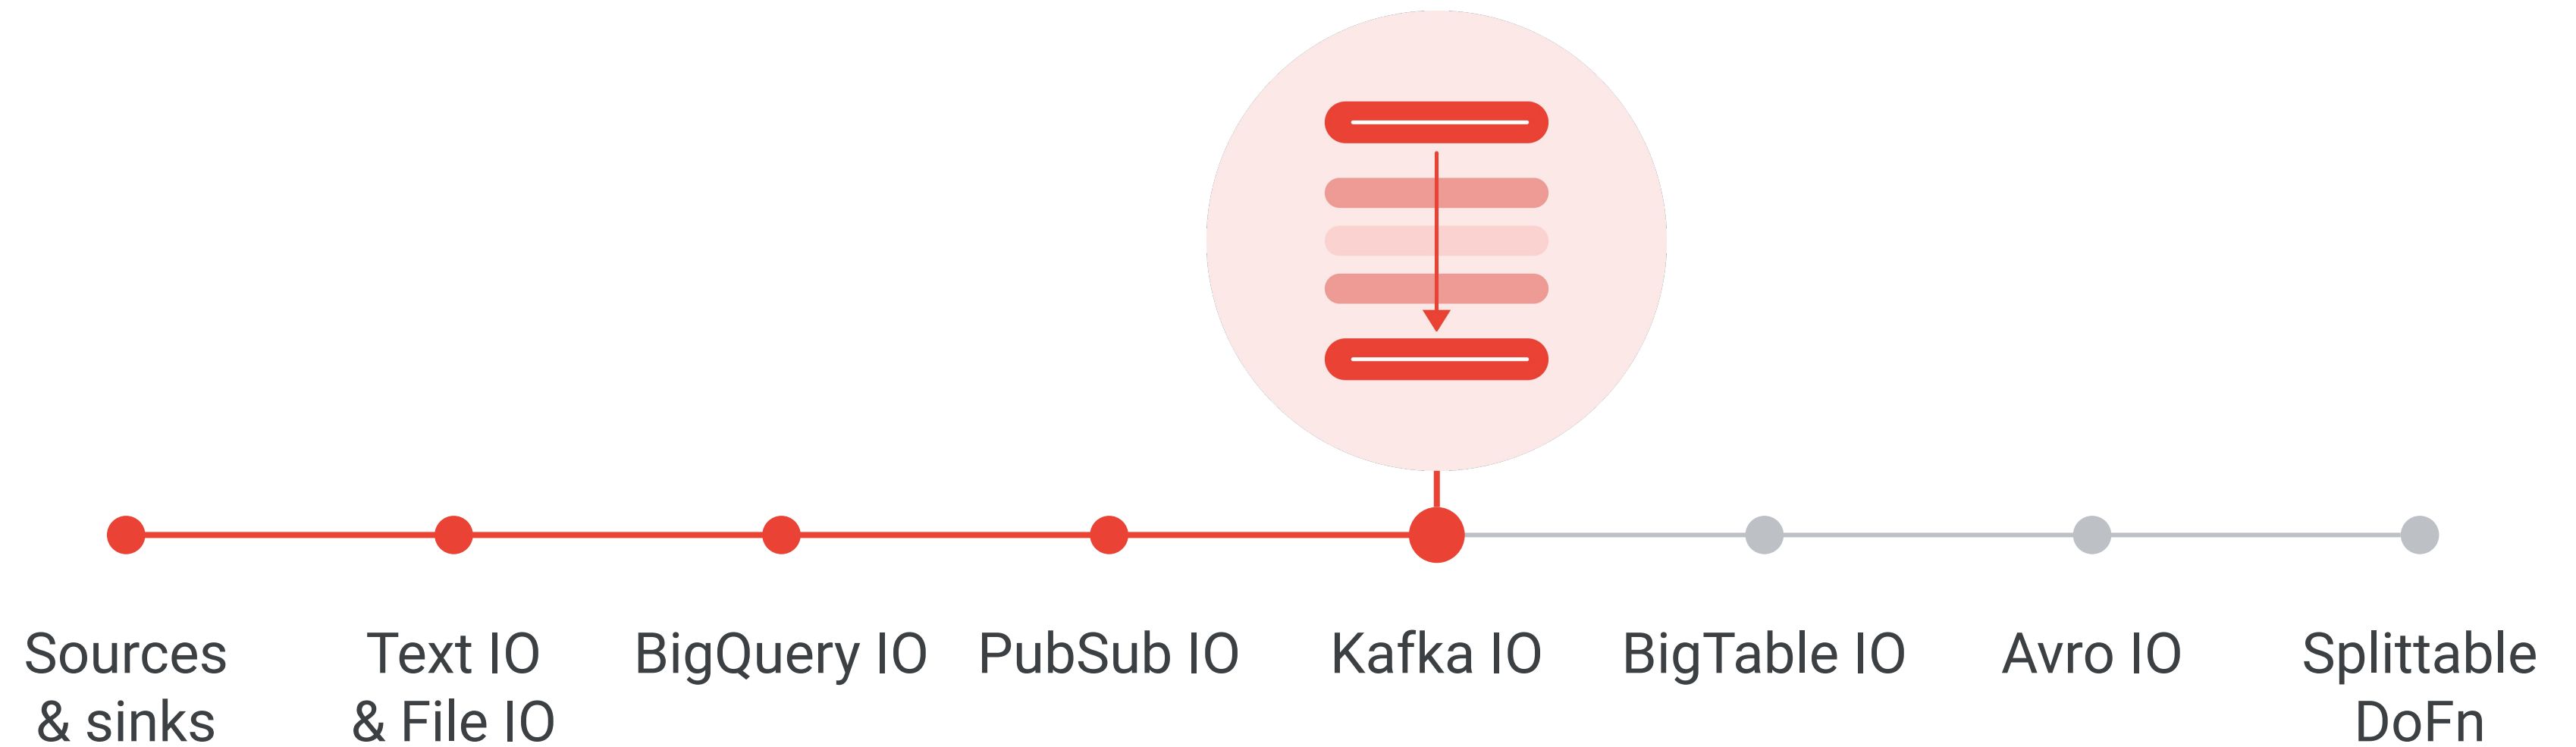 Sources
& sinks
Text IO
& File IO
BigQuery IO
PubSub IO
Kafka IO
BigTable IO
Avro IO
Splittable
DoFn